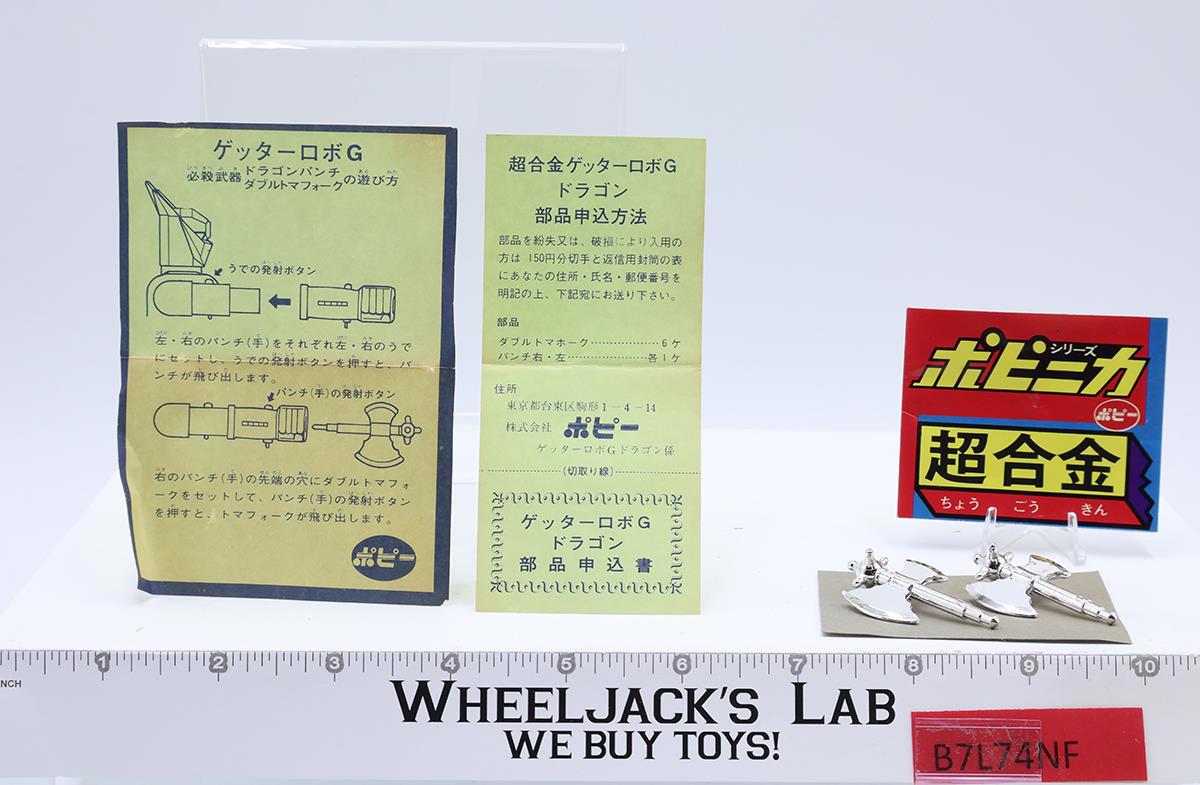 ゲッターロボG
必殺武器 ドラゴンパンチ ダブルトマフォーク の遊び方
うでの発射ボタン
左・右のパンチ(手)をそれぞれ左・右のうで
にセットし、うでの発射ボタンを押すと、パ
ンチが飛び出します。
パンチ(手)の発射ボタン
右のパンチ(手)の先端の穴にダブルトマフォ
ークをセットして、パンチ(手)の発射ボタン
を押すと、トマフォークが飛び出します。
ポピー
超合金ゲッターロボG
ドラゴン
部品申込方法
部品を紛失又は、破損により入用の
方は 150円分切手と返信用封筒の表
にあなたの住所・氏名・郵便番号を
明記の上、下記宛にお送り下さい。
部品
ダブルトマホーク……………6ケ
パンチ右・左………………各1ケ
住所
東京都台東区駒形1-4-14
株式会社 ポピー
ゲッターロボGドラゴン係
(切取り線)
ゲッターロボG
ドラゴン
部品申込書
ポピニカ シリーズ
ポピー
超合金
ちょう ごう きん
1 2 3 4 5 6 7 8 9 10
NCH
WHEELJACK'S LAB
WE BUY TOYS!
B7L74NF